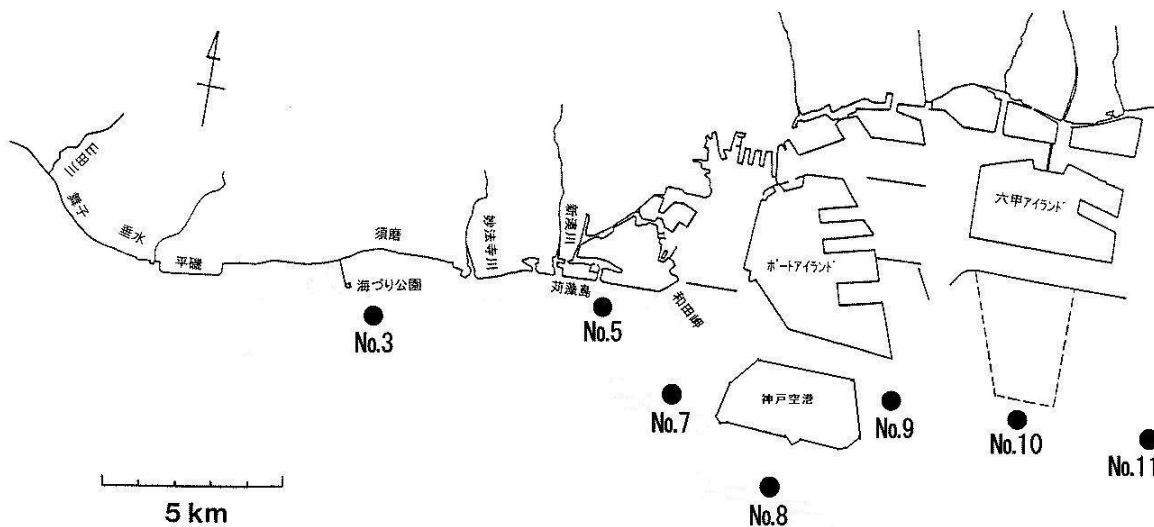 山田川
舞子
垂水
平磯
須磨
海づり公園
妙法寺川
新湊川
苅藻島
和田岬
ポートアイランド
六甲アイランド
神戸空港
No.3
No.5
No.7
No.8
No.9
No.10
No.11
5 km